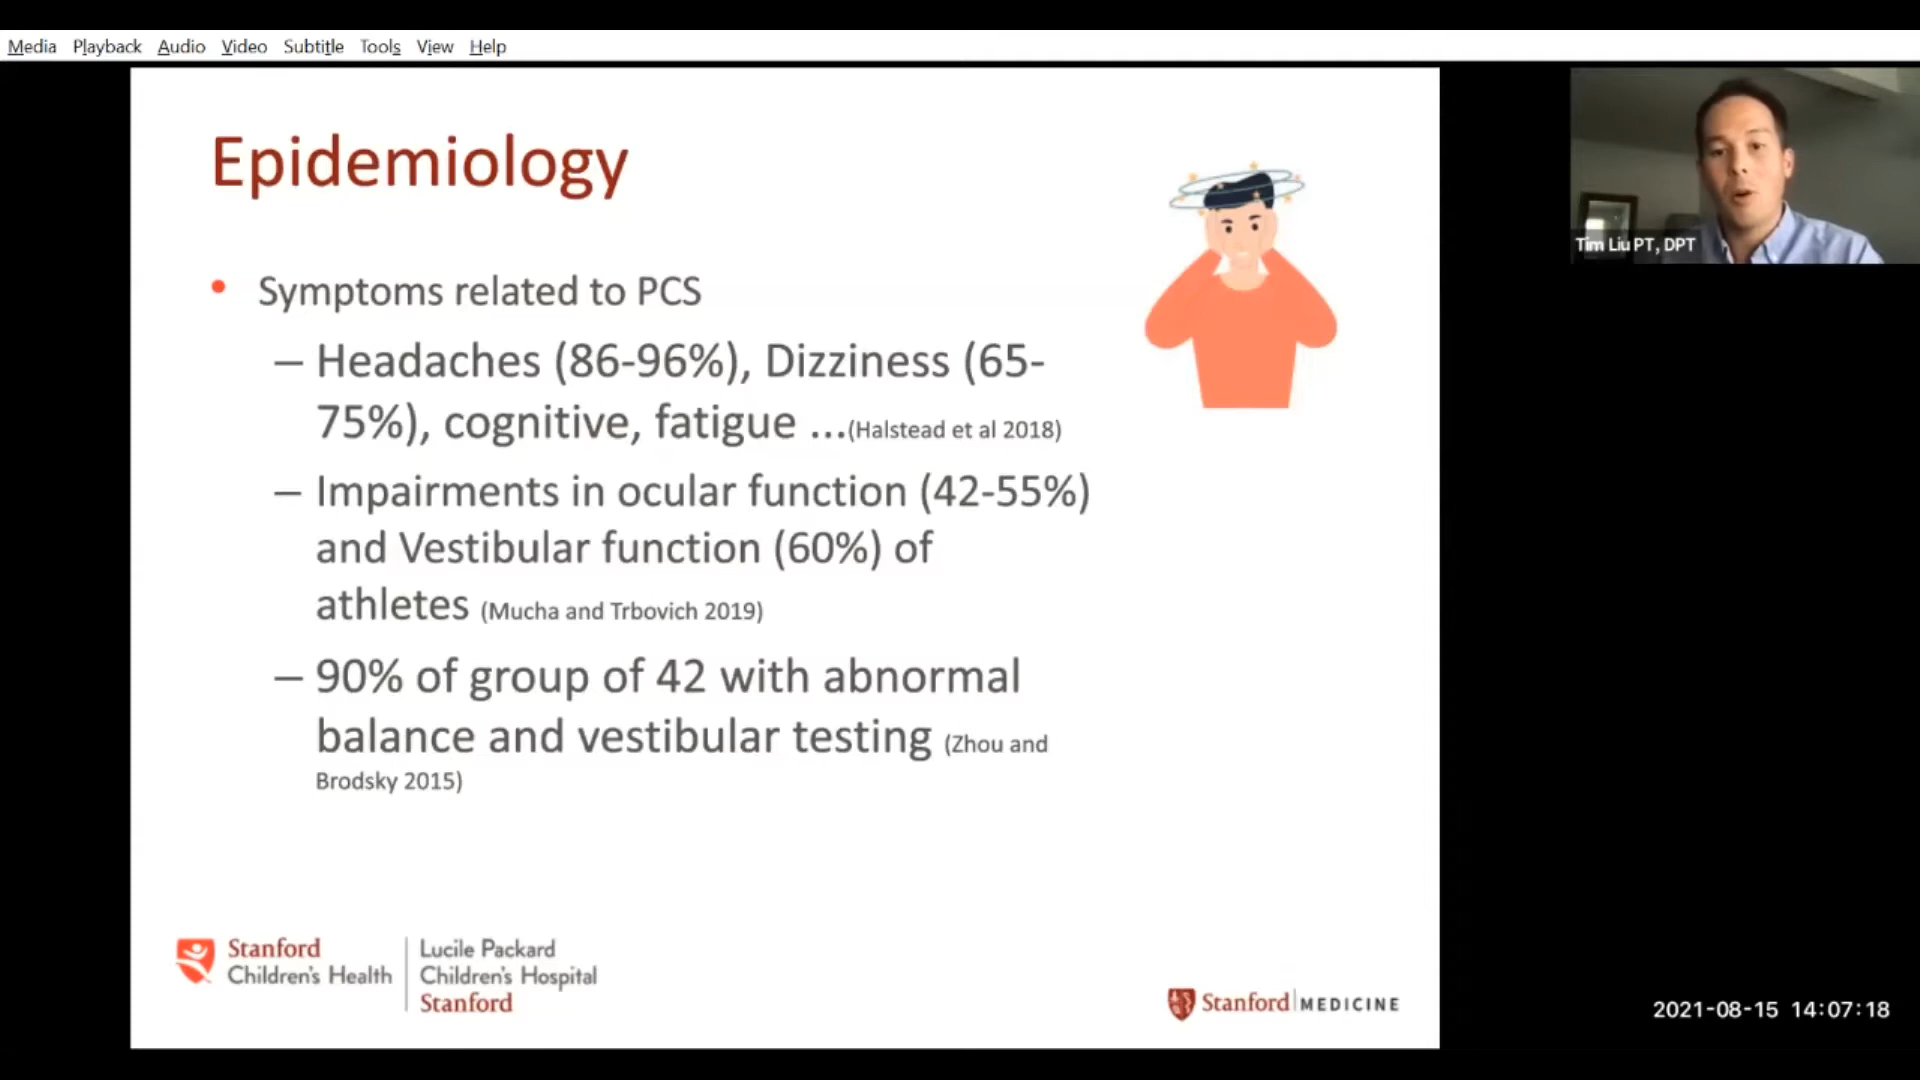 Media Playback Audio Video Subtitle Tools View Help
Epidemiology
• Symptoms related to PCS
– Headaches (86-96%), Dizziness (65-
75%), cognitive, fatigue ...(Halstead et al 2018)
– Impairments in ocular function (42-55%)
and Vestibular function (60%) of
athletes (Mucha and Trbovich 2019)
– 90% of group of 42 with abnormal
balance and vestibular testing (Zhou and
Brodsky 2015)
Stanford
Children's Health
Lucile Packard
Children's Hospital
Stanford
Stanford MEDICINE
Tim Liu PT, DPT
2021-08-15 14:07:18